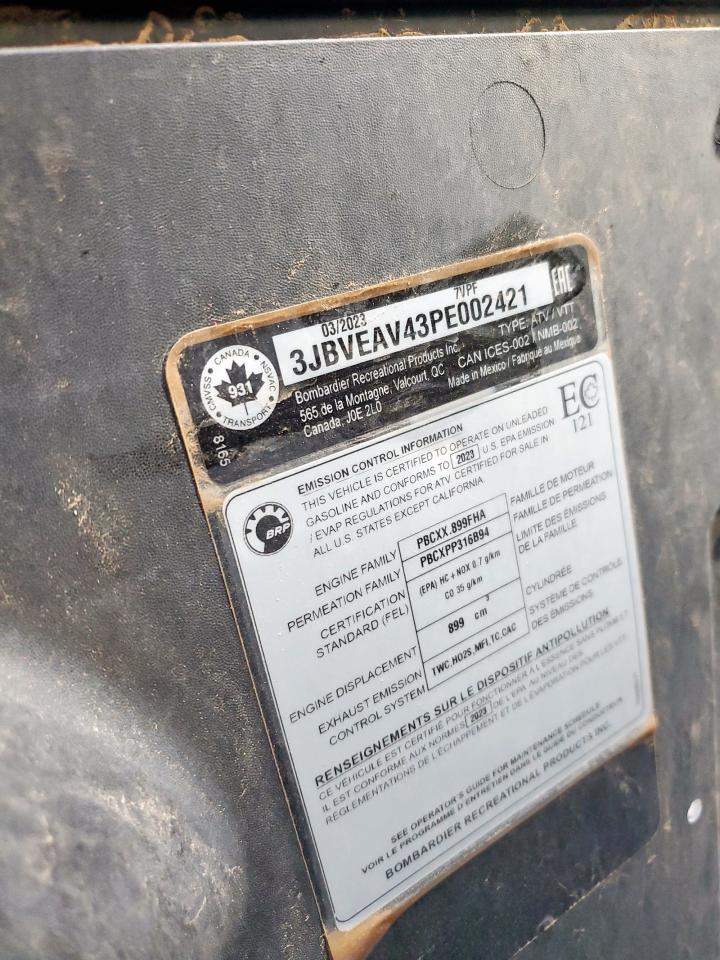 03/2023 7VPF
3JBVEAV43PE002421
EAC
CANADA
CMVSS NSVAC
931
TRANSPORT
8165
Bombardier Recreational Products Inc. TYPE: ATV / VTT
565 de la Montagne, Valcourt, QC CAN ICES-002 / NMB-002
Canada, J0E 2L0 Made in Mexico / Fabriqué au Mexique
BRP
EMISSION CONTROL INFORMATION
THIS VEHICLE IS CERTIFIED TO OPERATE ON UNLEADED
GASOLINE AND CONFORMS TO 2023 U.S. EPA EMISSION
/ EVAP REGULATIONS FOR ATV. CERTIFIED FOR SALE IN
ALL U.S. STATES EXCEPT CALIFORNIA.
EC
121
ENGINE FAMILY PBCXX.899FHA FAMILLE DE MOTEUR
PERMEATION FAMILY PBCXPP316B94 FAMILLE DE PERMEATION
CERTIFICATION (EPA) HC + NOX 0.7 g/km LIMITE DES ÉMISSIONS
STANDARD (FEL) CO 35 g/km DE LA FAMILLE
ENGINE DISPLACEMENT 899 cm3 CYLINDRÉE
EXHAUST EMISSION TWC,HO2S,MFI,TC,CAC SYSTÈME DE CONTRÔLE
CONTROL SYSTEM DES ÉMISSIONS
RENSEIGNEMENTS SUR LE DISPOSITIF ANTIPOLLUTION
CE VÉHICULE EST CERTIFIÉ POUR FONCTIONNER À L'ESSENCE SANS PLOMB ET
IL EST CONFORME AUX NORMES 2023 DE L'EPA AU NIVEAU DES
RÉGLEMENTATIONS DE L'ÉCHAPPEMENT ET DE L'ÉVAPORATION POUR LES VTT.
SEE OPERATOR'S GUIDE FOR MAINTENANCE SCHEDULE
VOIR LE PROGRAMME D'ENTRETIEN DANS LE GUIDE DU CONDUCTEUR
BOMBARDIER RECREATIONAL PRODUCTS INC.